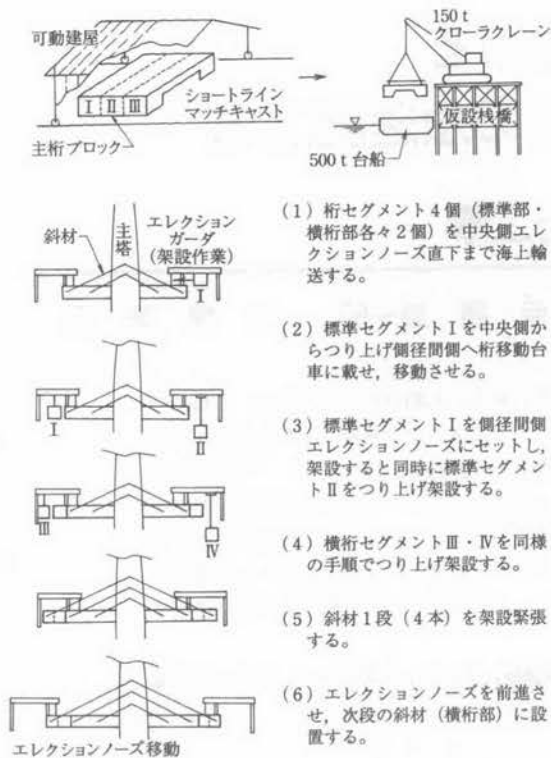 可動建屋
I II III
ショートライン
マッチキャスト
主桁ブロック
150 t
クローラクレーン
仮設桟橋
500 t 台船
斜材
主塔
エレクション
ガーダ
(架設作業)
I
I
II
III
IV
エレクションノーズ移動
(1) 桁セグメント4個(標準部・
横桁部各々2個)を中央側エレ
クションノーズ直下まで海上輸
送する。
(2) 標準セグメントIを中央側か
らつり上げ側径間側へ桁移動台
車に載せ,移動させる。
(3) 標準セグメントIを側径間側
エレクションノーズにセットし,
架設すると同時に標準セグメン
トIIをつり上げ架設する。
(4) 横桁セグメントIII・IVを同様
の手順でつり上げ架設する。
(5) 斜材1段(4本)を架設緊張
する。
(6) エレクションノーズを前進さ
せ,次段の斜材(横桁部)に設
置する。